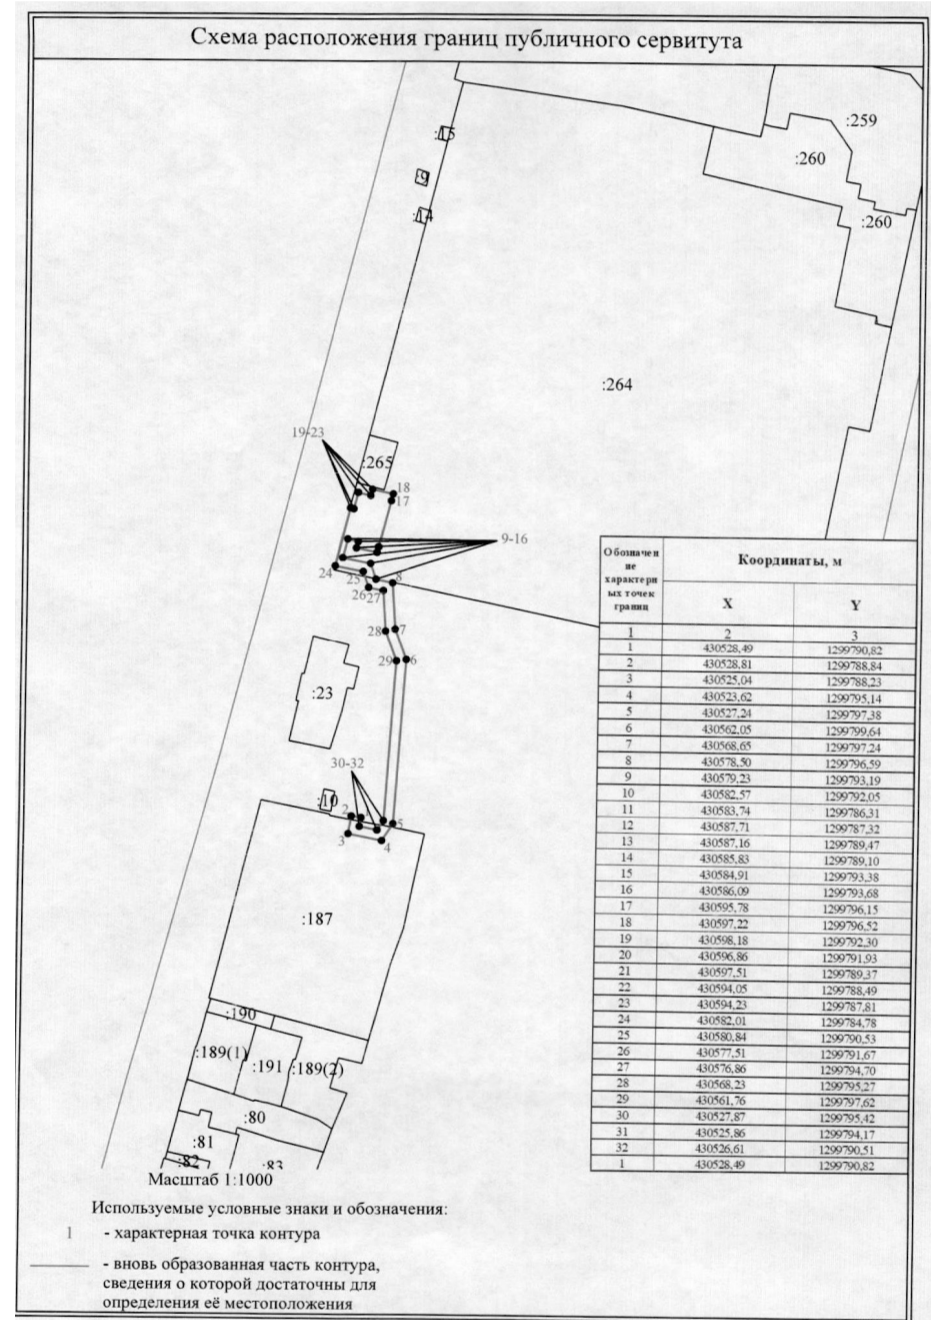 Схема расположения границ публичного сервитута
:15
:9
:14
:259
:260
:260
:264
19-23
:265
18
17
9-16
24
25
8
26
27
28
7
29
6
:23
30-32
:10
2
5
3
4
:187
:190
:189(1)
:191
:189(2)
:80
:81
:82
:83
Обозначен
ие
характерн
ых точек
границ
Координаты, м
X Y
1 2 3
1 430528,49 1299790,82
2 430528,81 1299788,84
3 430525,04 1299788,23
4 430523,62 1299795,14
5 430527,24 1299797,38
6 430562,05 1299799,64
7 430568,65 1299797,24
8 430578,50 1299796,59
9 430579,23 1299793,19
10 430582,57 1299792,05
11 430583,74 1299786,31
12 430587,71 1299787,32
13 430587,16 1299789,47
14 430585,83 1299789,10
15 430584,91 1299793,38
16 430586,09 1299793,68
17 430595,78 1299796,15
18 430597,22 1299796,52
19 430598,18 1299792,30
20 430596,86 1299791,93
21 430597,51 1299789,37
22 430594,05 1299788,49
23 430594,23 1299787,81
24 430582,01 1299784,78
25 430580,84 1299790,53
26 430577,51 1299791,67
27 430576,86 1299794,70
28 430568,23 1299795,27
29 430561,76 1299797,62
30 430527,87 1299795,42
31 430525,86 1299794,17
32 430526,61 1299790,51
1 430528,49 1299790,82
Масштаб 1:1000
Используемые условные знаки и обозначения:
1 - характерная точка контура
- вновь образованная часть контура,
сведения о которой достаточны для
определения её местоположения